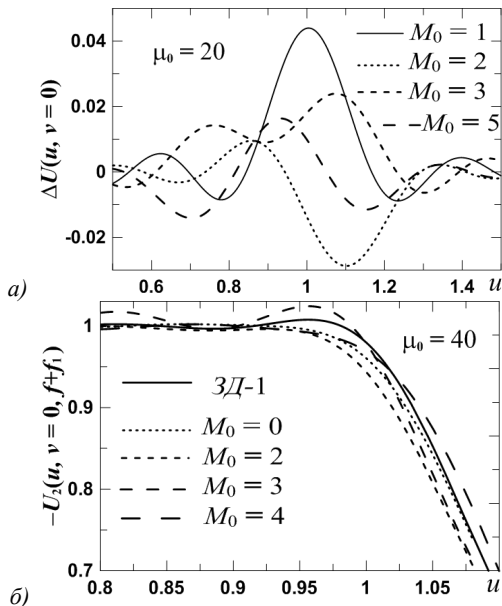 0.04
0.02
0
-0.02
ΔU(u, v=0)
μ₀ = 20
M₀ = 1
M₀ = 2
M₀ = 3
M₀ = 5
0.6 0.8 1 1.2 1.4 u
а)
1
0.9
0.8
0.7
−U₂(u, v=0, f+f₁)
μ₀ = 40
ЗД-1
M₀ = 0
M₀ = 2
M₀ = 3
M₀ = 4
0.8 0.85 0.9 0.95 1 1.05 u
б)